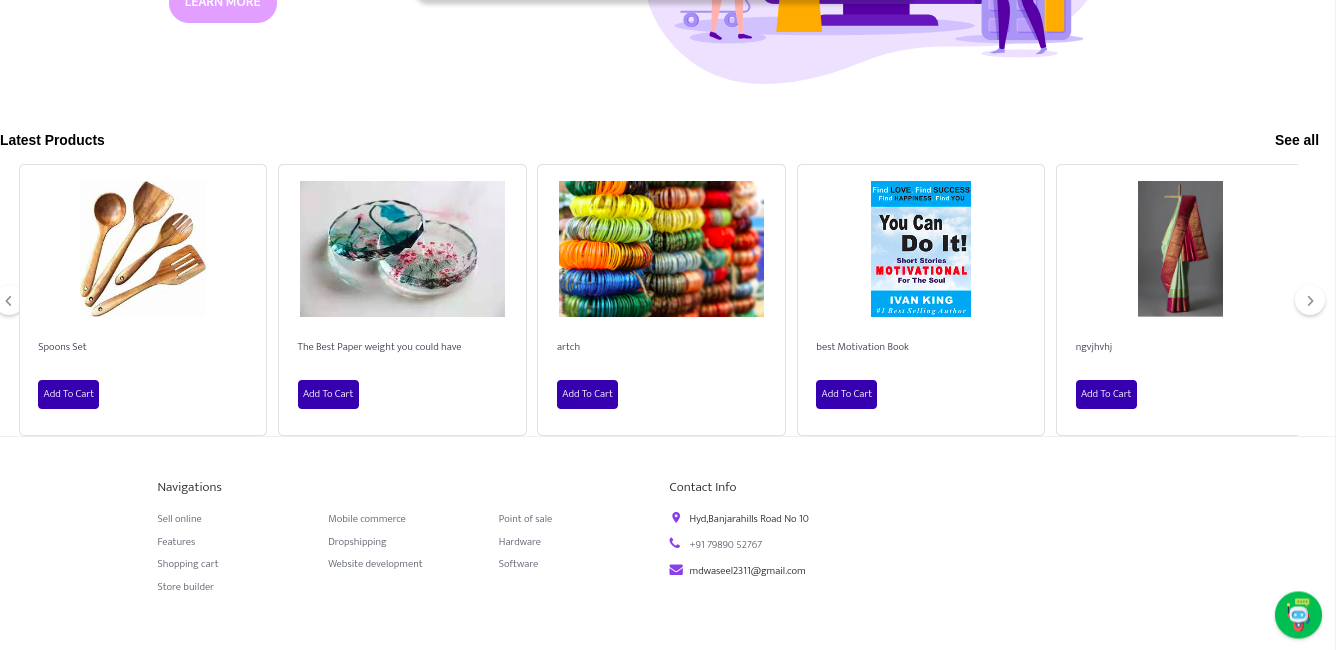 LEARN MORE
Latest Products
See all
Find LOVE, Find SUCCESS
Find HAPPINESS Find YOU
You Can
Do It!
Short Stories
MOTIVATIONAL
For The Soul
IVAN KING
#1 Best Selling Author
Spoons Set
The Best Paper weight you could have
artch
best Motivation Book
ngvjhvhj
Add To Cart
Add To Cart
Add To Cart
Add To Cart
Add To Cart
Navigations
Sell online
Features
Shopping cart
Store builder
Mobile commerce
Dropshipping
Website development
Point of sale
Hardware
Software
Contact Info
Hyd,Banjarahills Road No 10
+91 79890 52767
mdwaseel2311@gmail.com